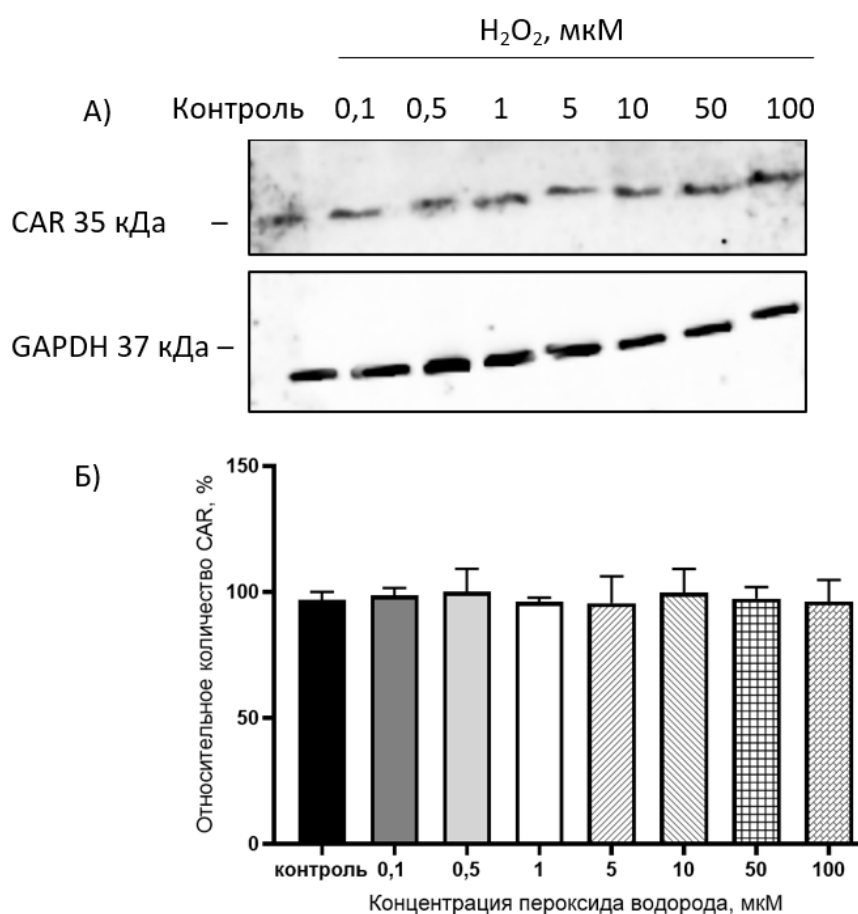 H₂O₂, мкМ
А) Контроль 0,1 0,5 1 5 10 50 100
CAR 35 кДа –
GAPDH 37 кДа –
Б)
Относительное количество CAR, %
150
100
50
0
контроль 0,1 0,5 1 5 10 50 100
Концентрация пероксида водорода, мкМ